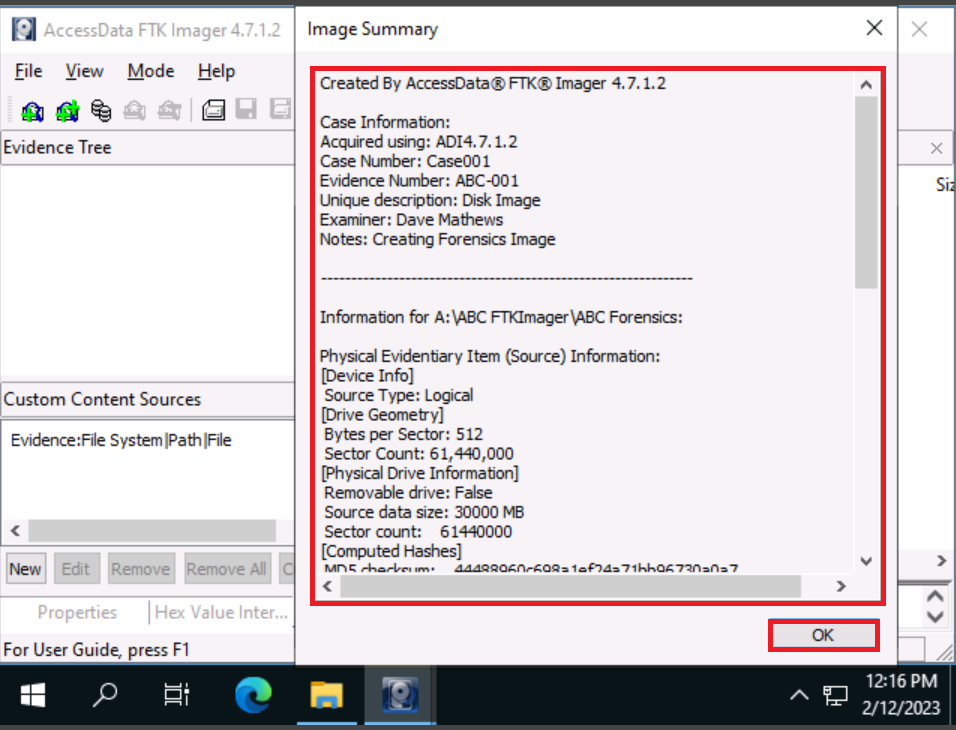 AccessData FTK Imager 4.7.1.2
File View Mode Help
Evidence Tree
Custom Content Sources
Evidence:File System|Path|File
New Edit Remove Remove All
Properties Hex Value Inter...
For User Guide, press F1
Image Summary
Created By AccessData® FTK® Imager 4.7.1.2
Case Information:
Acquired using: ADI4.7.1.2
Case Number: Case001
Evidence Number: ABC-001
Unique description: Disk Image
Examiner: Dave Mathews
Notes: Creating Forensics Image
--------------------------------------------------------------
Information for A:\ABC FTKImager\ABC Forensics:
Physical Evidentiary Item (Source) Information:
[Device Info]
Source Type: Logical
[Drive Geometry]
Bytes per Sector: 512
Sector Count: 61,440,000
[Physical Drive Information]
Removable drive: False
Source data size: 30000 MB
Sector count: 61440000
[Computed Hashes]
MD5 checksum: 44488960c698a1ef24a71bb96730a0a7
OK
12:16 PM
2/12/2023